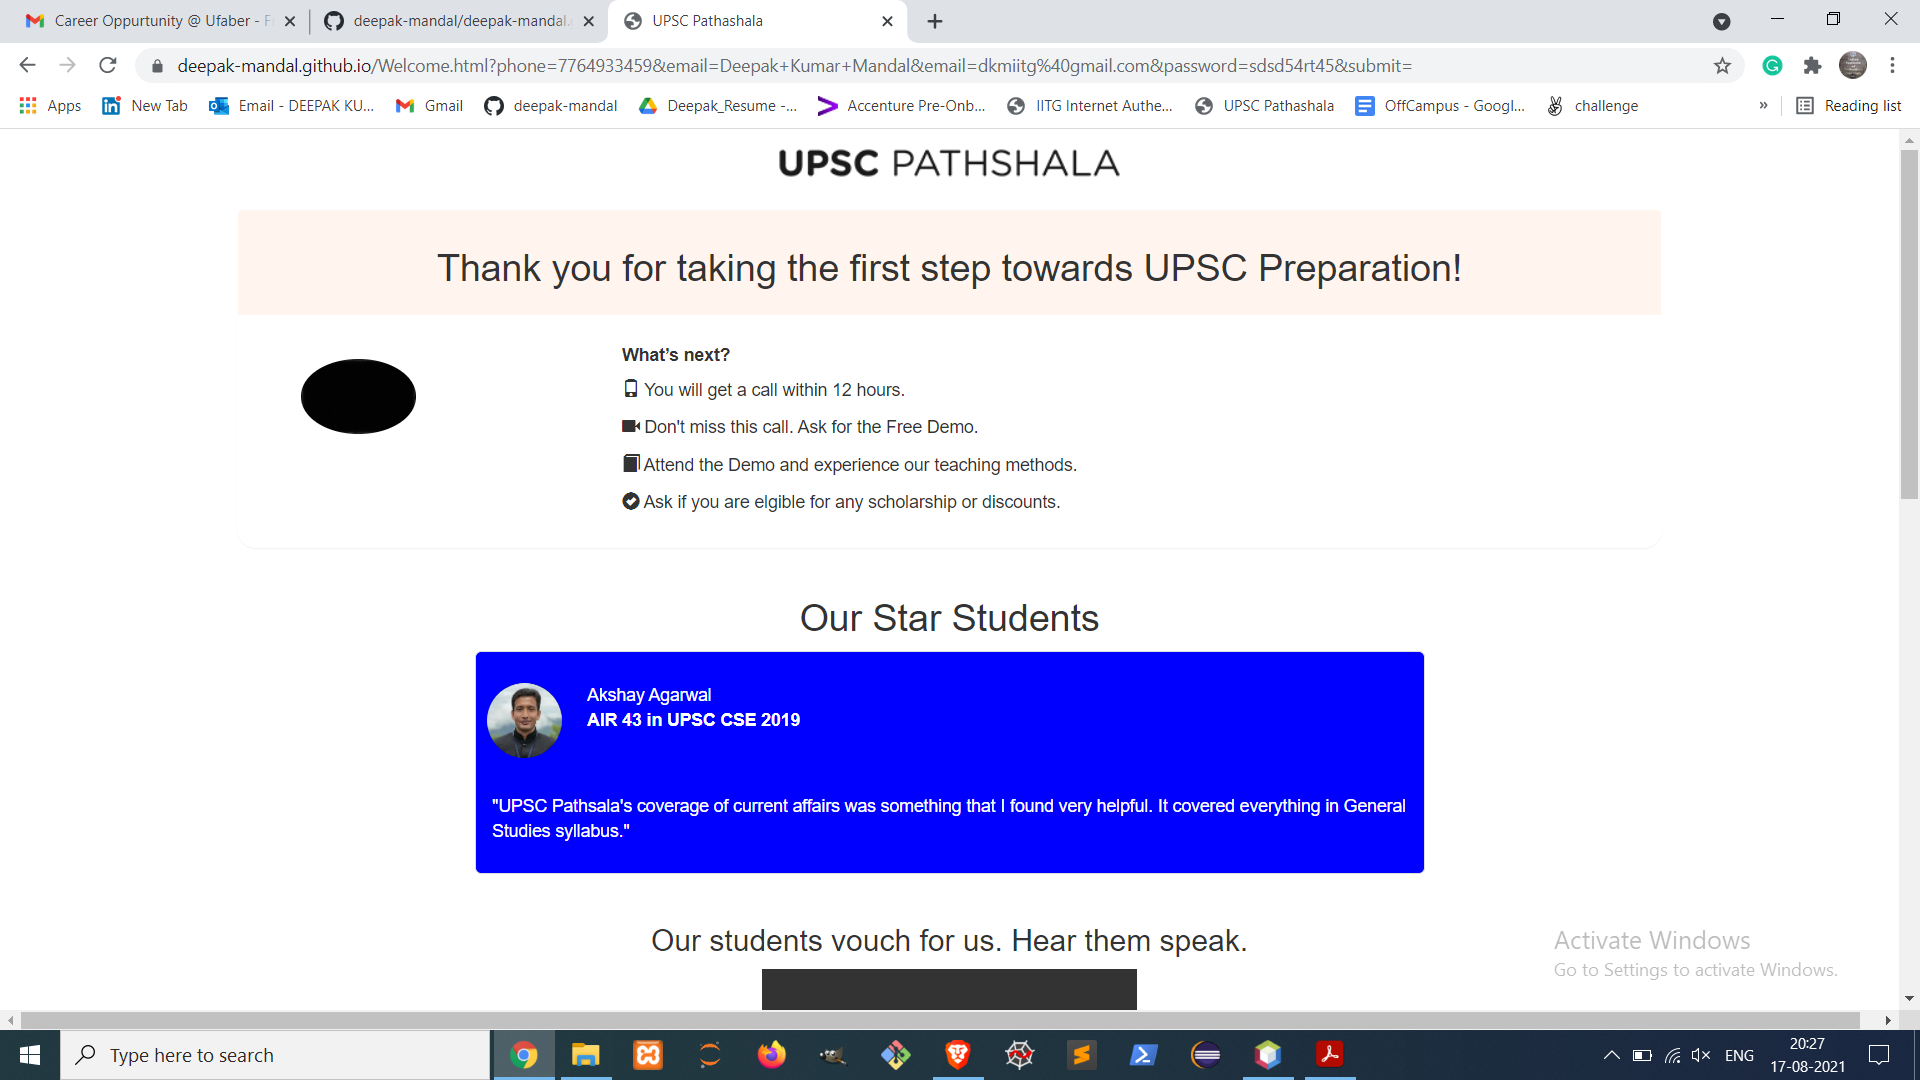 Career Oppurtunity @ Ufaber - F
deepak-mandal/deepak-mandal.
UPSC Pathashala
deepak-mandal.github.io/Welcome.html?phone=7764933459&email=Deepak+Kumar+Mandal&email=dkmiitg%40gmail.com&password=sdsd54rt45&submit=
Apps
New Tab
Email - DEEPAK KU...
Gmail
deepak-mandal
Deepak_Resume -...
Accenture Pre-Onb...
IITG Internet Authe...
UPSC Pathashala
OffCampus - Googl...
challenge
»
Reading list
UPSC PATHSHALA
Thank you for taking the first step towards UPSC Preparation!
What's next?
You will get a call within 12 hours.
Don't miss this call. Ask for the Free Demo.
Attend the Demo and experience our teaching methods.
Ask if you are elgible for any scholarship or discounts.
Our Star Students
Akshay Agarwal
AIR 43 in UPSC CSE 2019
"UPSC Pathsala's coverage of current affairs was something that I found very helpful. It covered everything in General
Studies syllabus."
Our students vouch for us. Hear them speak.
Activate Windows
Go to Settings to activate Windows.
Type here to search
ENG
20:27
17-08-2021